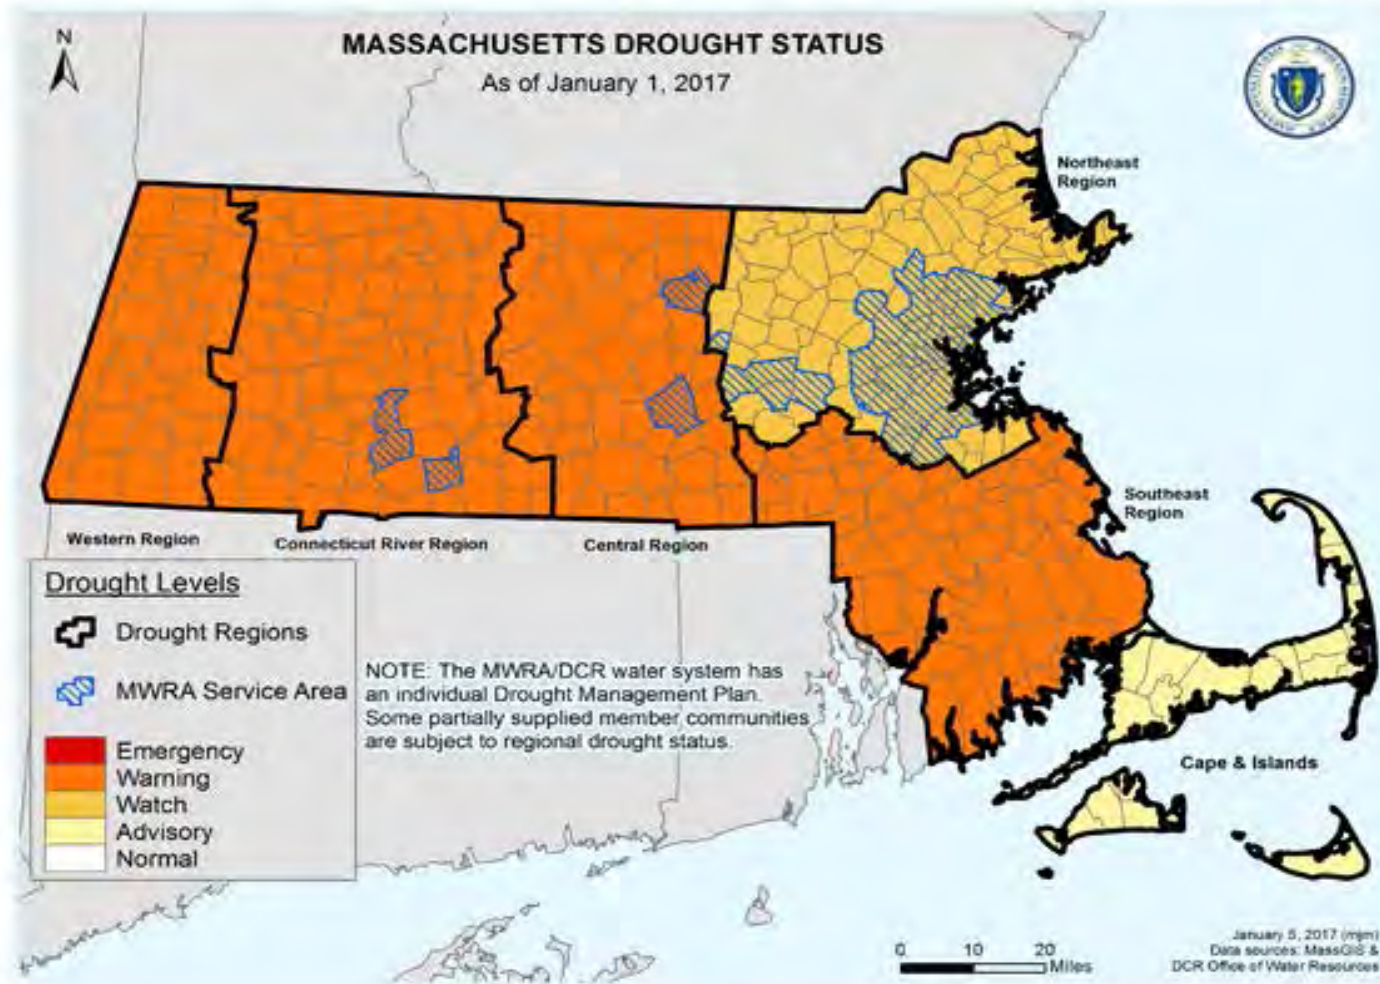 N
MASSACHUSETTS DROUGHT STATUS
As of January 1, 2017
Northeast
Region
Southeast
Region
Western Region
Connecticut River Region
Central Region
Drought Levels
Drought Regions
MWRA Service Area
Emergency
Warning
Watch
Advisory
Normal
NOTE: The MWRA/DCR water system has
an individual Drought Management Plan.
Some partially supplied member communities
are subject to regional drought status.
Cape & Islands
0 10 20
Miles
January 5, 2017 (mjm)
Data sources: MassGIS &
DCR Office of Water Resources